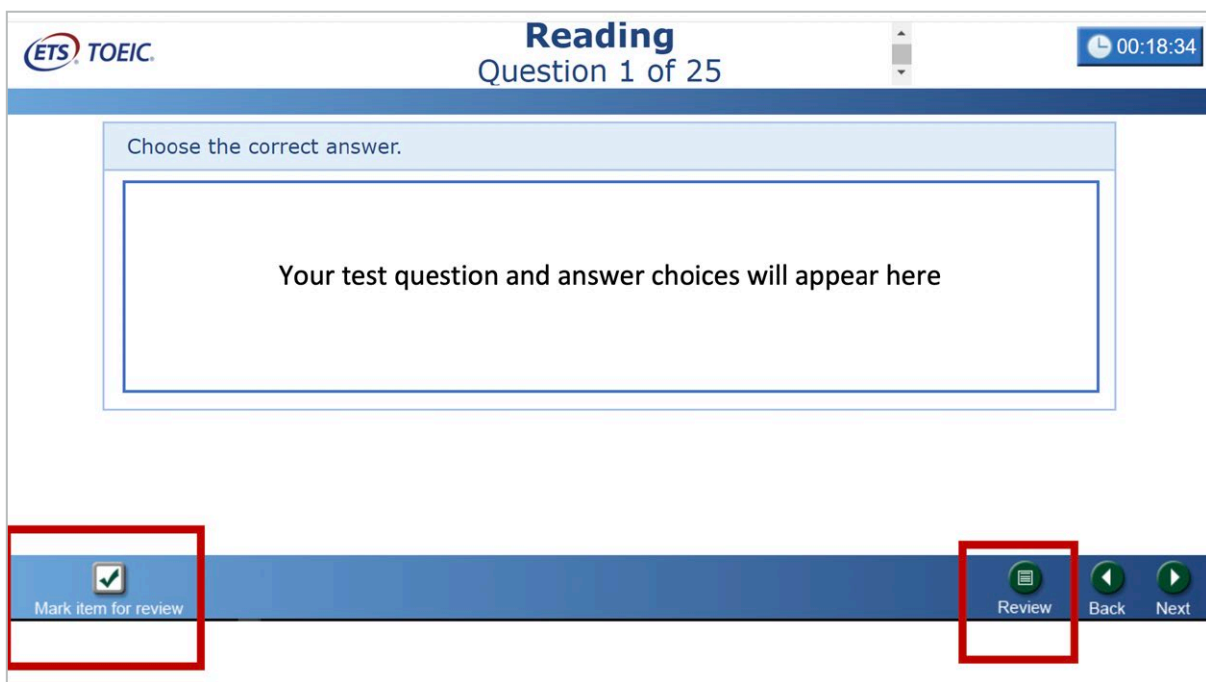 ETS TOEIC.
Reading
Question 1 of 25
00:18:34
Choose the correct answer.
Your test question and answer choices will appear here
Mark item for review
Review
Back
Next